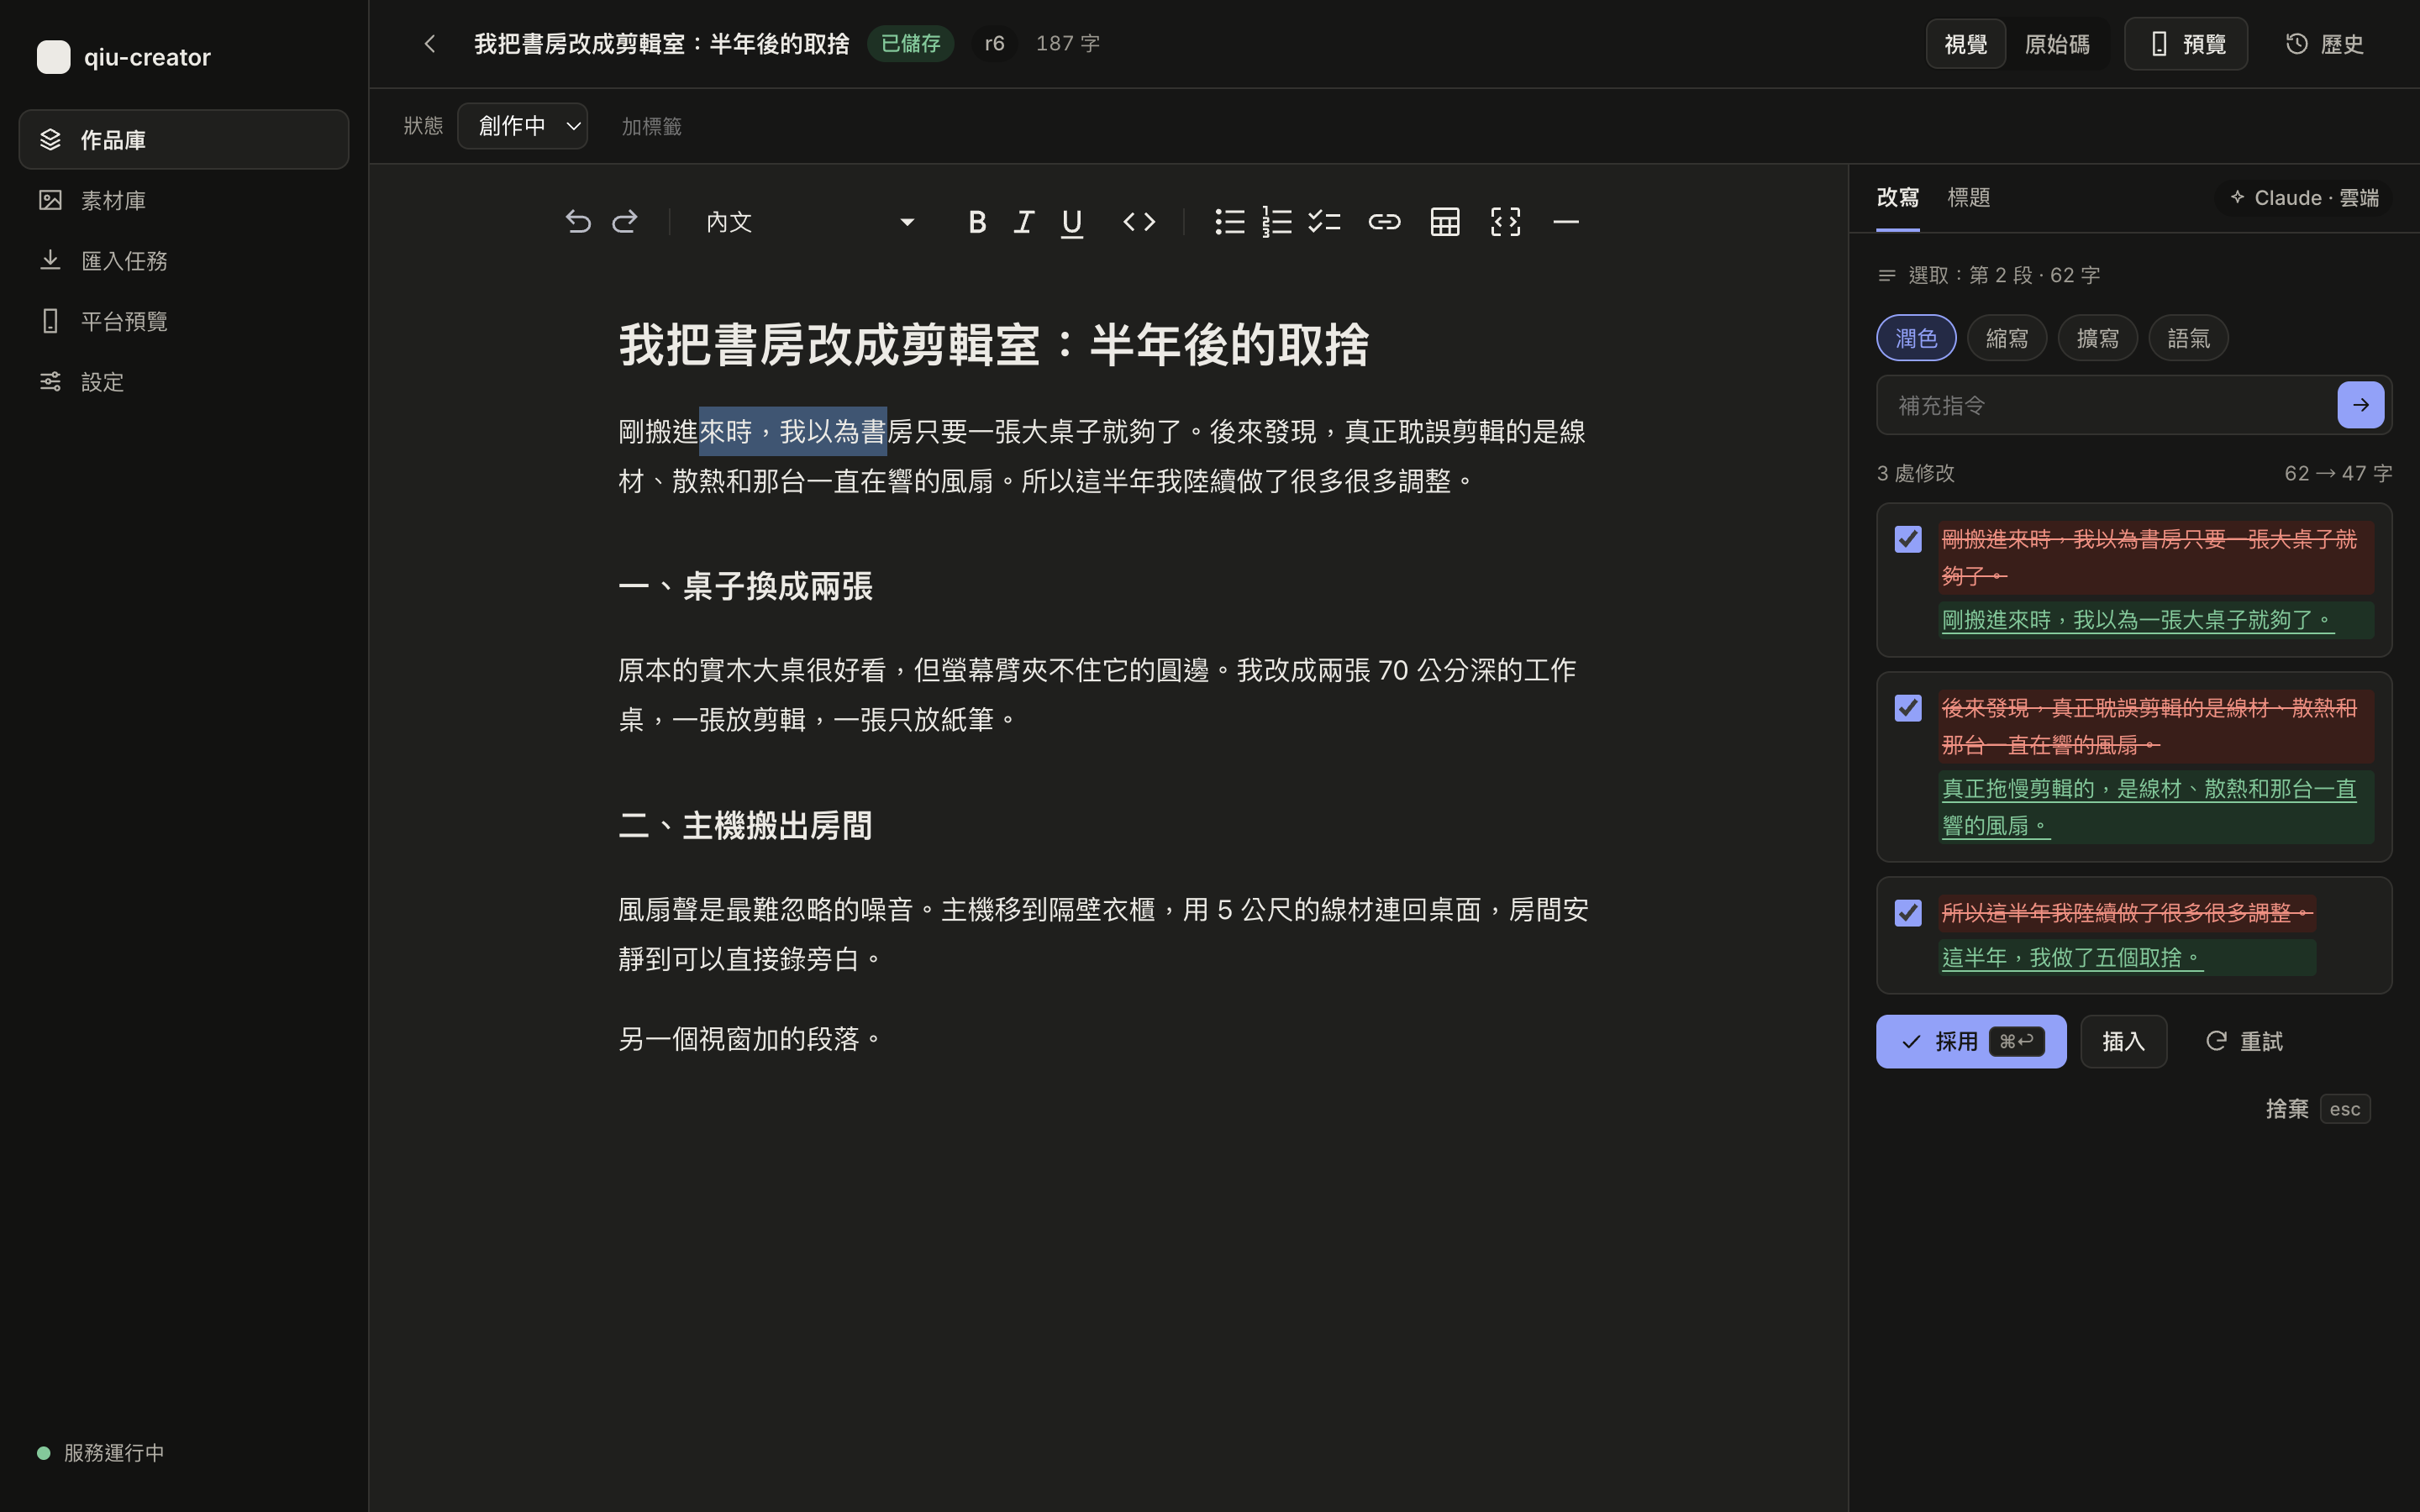 qiu-creator
作品庫
素材庫
匯入任務
平台預覽
設定
服務運行中
我把書房改成剪輯室：半年後的取捨
已儲存
r6
187 字
視覺
原始碼
預覽
歷史
狀態
創作中
加標籤
內文
B I U
我把書房改成剪輯室：半年後的取捨
剛搬進來時，我以為書房只要一張大桌子就夠了。後來發現，真正耽誤剪輯的是線
材、散熱和那台一直在響的風扇。所以這半年我陸續做了很多很多調整。
一、桌子換成兩張
原本的實木大桌很好看，但螢幕臂夾不住它的圓邊。我改成兩張 70 公分深的工作
桌，一張放剪輯，一張只放紙筆。
二、主機搬出房間
風扇聲是最難忽略的噪音。主機移到隔壁衣櫃，用 5 公尺的線材連回桌面，房間安
靜到可以直接錄旁白。
另一個視窗加的段落。
改寫
標題
Claude · 雲端
選取：第 2 段 · 62 字
潤色
縮寫
擴寫
語氣
補充指令
3 處修改
62 → 47 字
剛搬進來時，我以為書房只要一張大桌子就
夠了。
剛搬進來時，我以為一張大桌子就夠了。
後來發現，真正耽誤剪輯的是線材、散熱和
那台一直在響的風扇。
真正拖慢剪輯的，是線材、散熱和那台一直
響的風扇。
所以這半年我陸續做了很多很多調整。
這半年，我做了五個取捨。
採用 ⌘↩
插入
重試
捨棄 esc